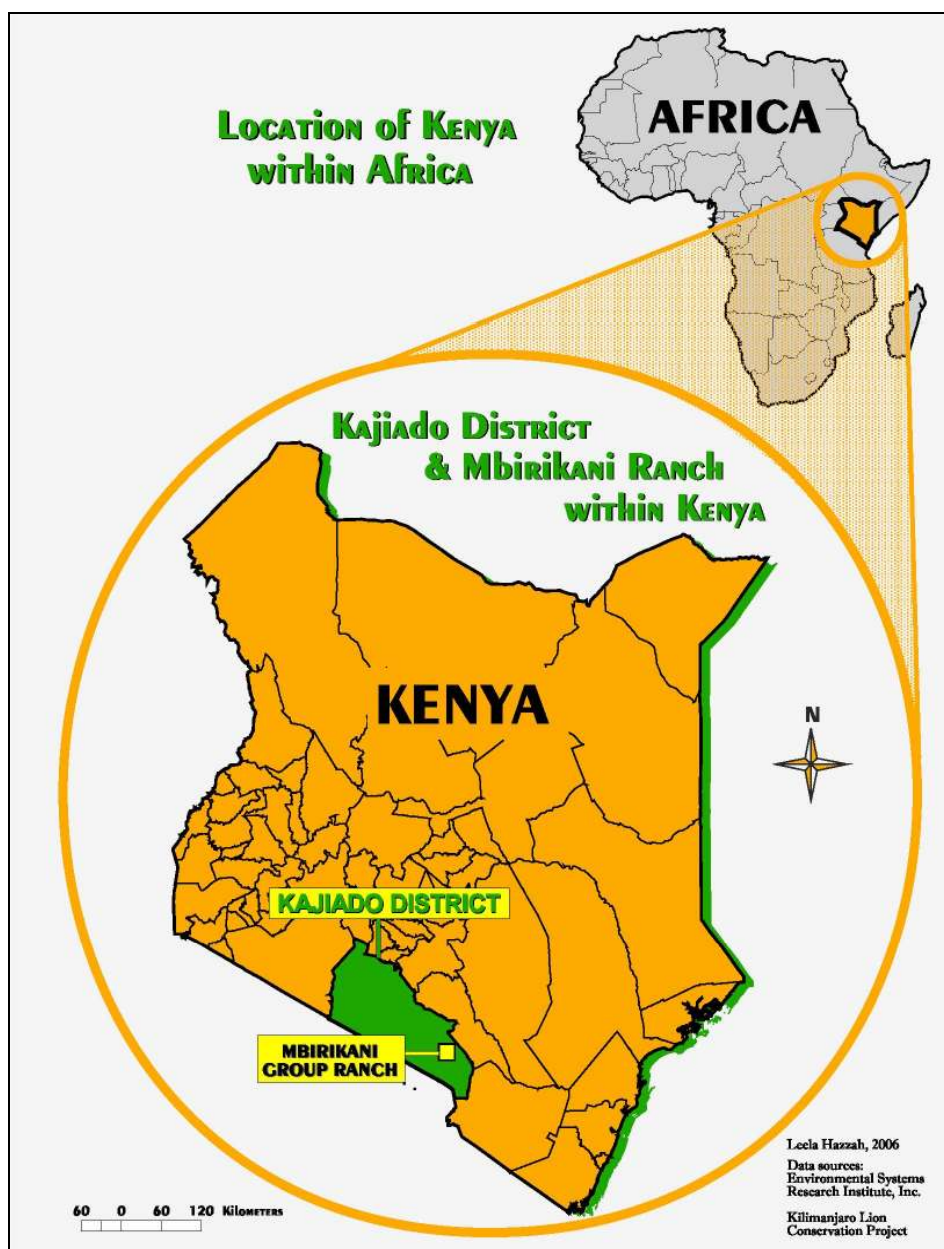 Location of Kenya
within Africa
AFRICA
Kajiado District
& Mbirikani Ranch
within Kenya
KENYA
N
KAJIADO DISTRICT
MBIRIKANI
GROUP RANCH
Leela Hazzah, 2006
Data sources:
Environmental Systems
Research Institute, Inc.
Kilimanjaro Lion
Conservation Project
60 0 60 120 Kilometers